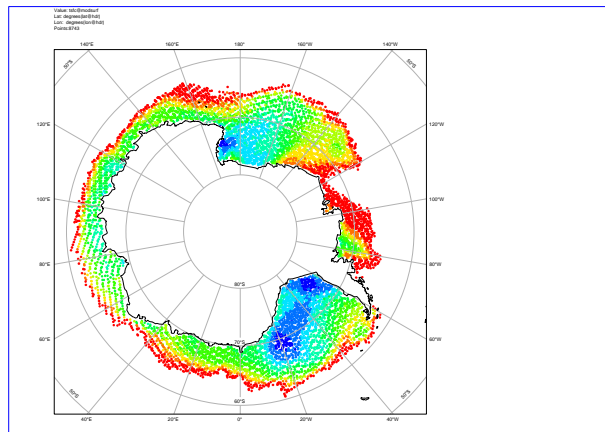 Value: tsfc@modsurf
Lat: degrees(lat@hdr)
Lon: degrees(lon@hdr)
Points:8743
140°E 160°E 180° 160°W 140°W
50°S 50°S
120°E 120°W
100°E 100°W
80°E 80°W
80°S
60°E 60°W
70°S
60°S
50°S 50°S
40°E 20°E 0° 20°W 40°W